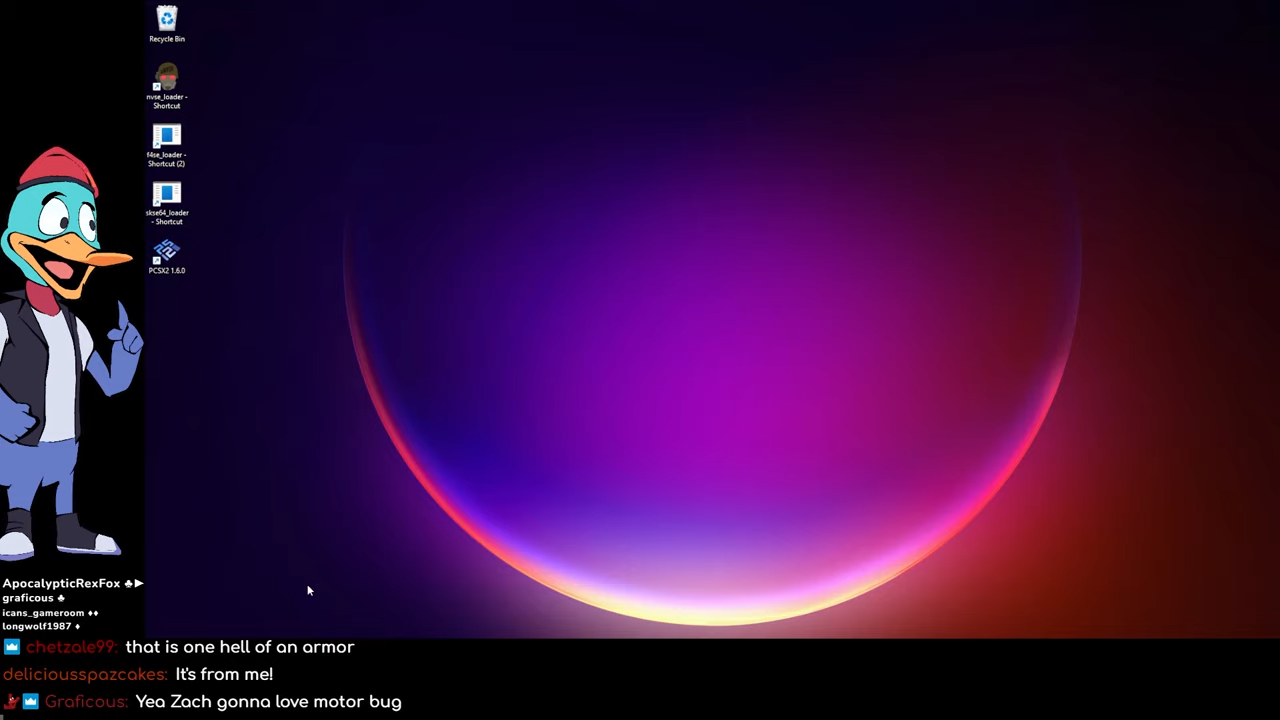 Recycle Bin
nvse_loader -
Shortcut
f4se_loader -
Shortcut (2)
skse64_loader
- Shortcut
PCSX2 1.6.0
ApocalypticRexFox ♣▶
graficous ♣
icans_gameroom ♦♦
longwolf1987 ♦
chetzale99: that is one hell of an armor
deliciousspazcakes: It's from me!
Graficous: Yea Zach gonna love motor bug